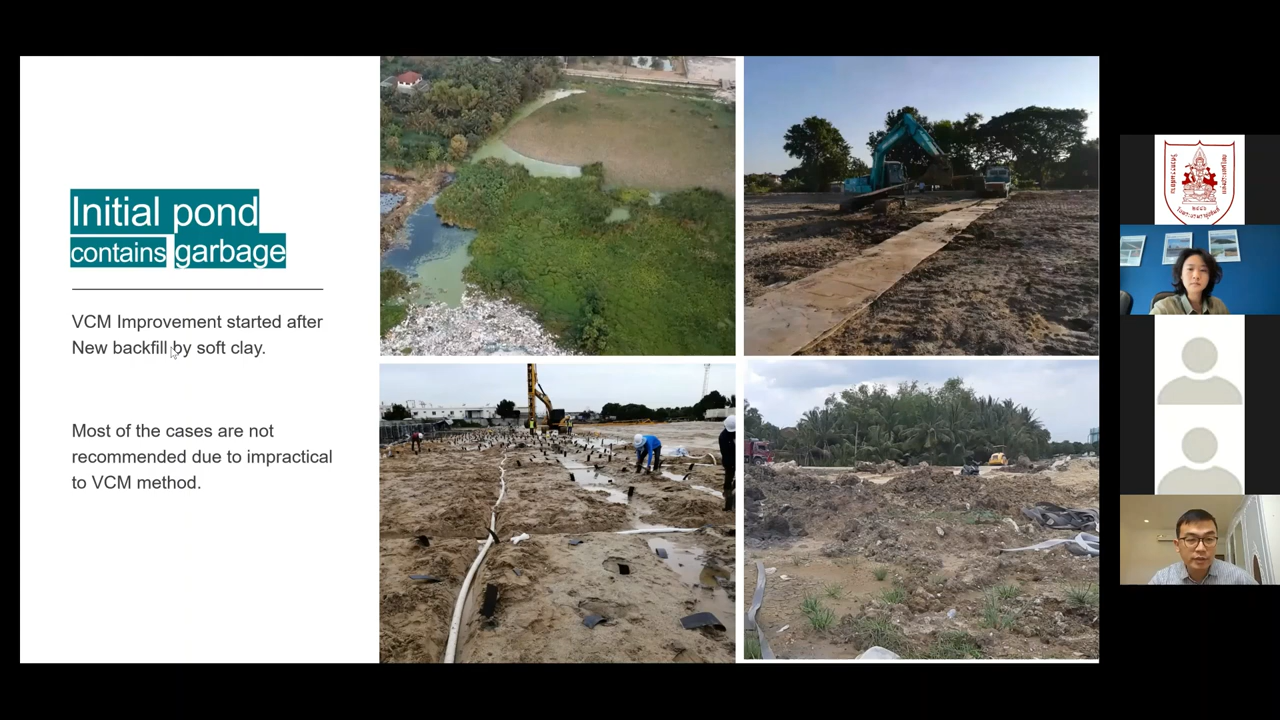 Initial pond
contains garbage
VCM Improvement started after
New backfill by soft clay.
Most of the cases are not
recommended due to impractical
to VCM method.